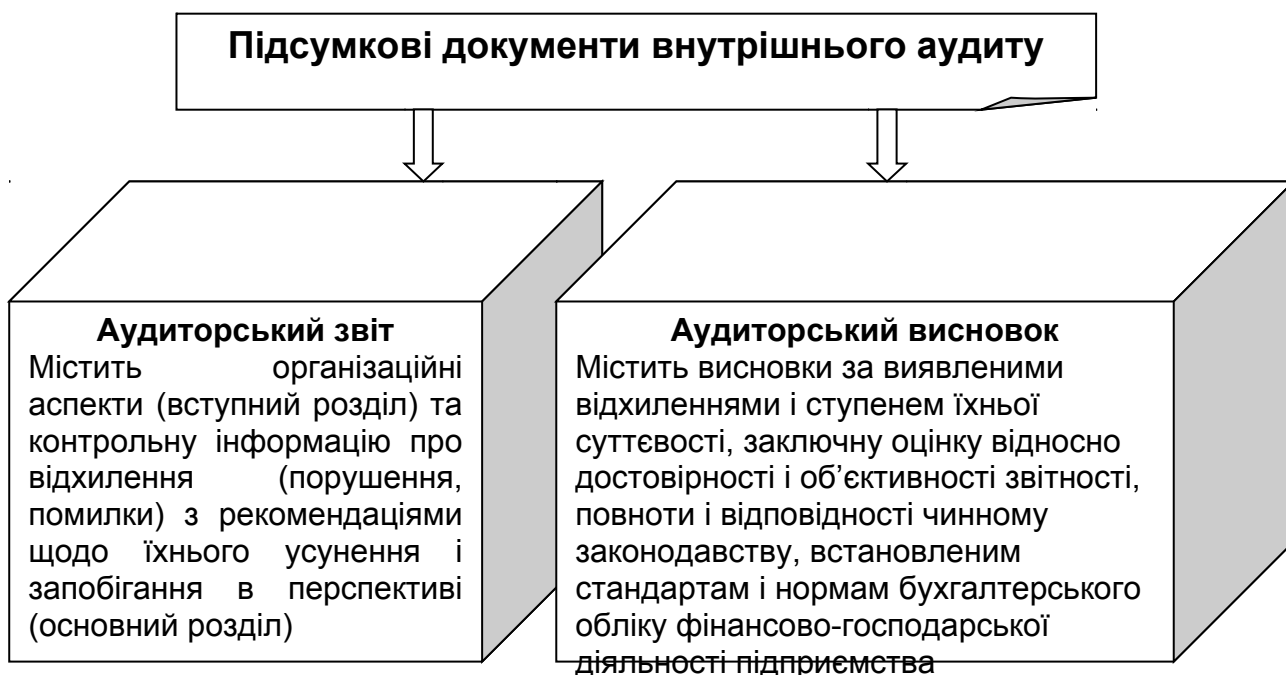 Підсумкові документи внутрішнього аудиту
Аудиторський звіт
Містить організаційні
аспекти (вступний розділ) та
контрольну інформацію про
відхилення (порушення,
помилки) з рекомендаціями
щодо їхнього усунення і
запобігання в перспективі
(основний розділ)
Аудиторський висновок
Містить висновки за виявленими
відхиленнями і ступенем їхньої
суттєвості, заключну оцінку відносно
достовірності і об’єктивності звітності,
повноти і відповідності чинному
законодавству, встановленим
стандартам і нормам бухгалтерського
обліку фінансово-господарської
діяльності підприємства